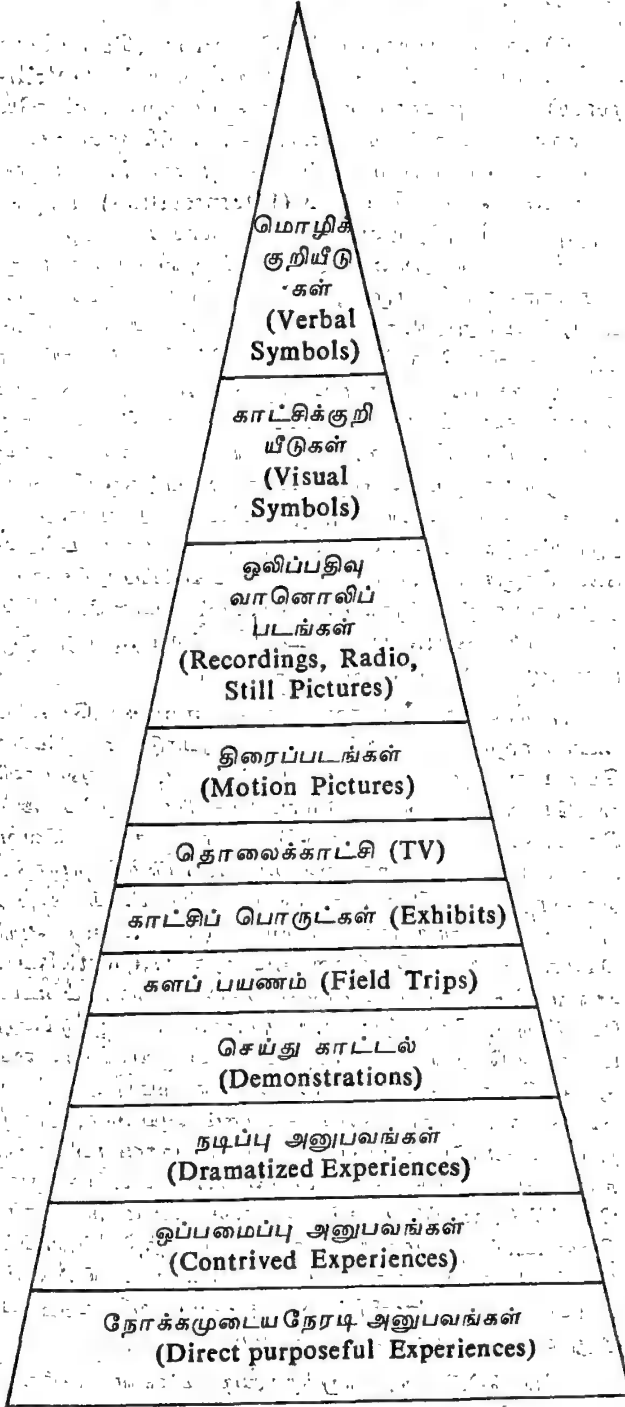 மொழிக்
குறியீடு
கள்
(Verbal
Symbols)
காட்சிக்குறி
யீடுகள்
(Visual
Symbols)
ஒலிப்பதிவு
வானொலிப்
படங்கள்
(Recordings, Radio,
Still Pictures)
திரைப்படங்கள்
(Motion Pictures)
தொலைக்காட்சி (TV)
காட்சிப் பொருட்கள் (Exhibits)
களப் பயணம் (Field Trips)
செய்து காட்டல்
(Demonstrations)
நடிப்பு அனுபவங்கள்
(Dramatized Experiences)
ஒப்பமைப்பு அனுபவங்கள்
(Contrived Experiences)
நோக்கமுடைய நேரடி அனுபவங்கள்
(Direct purposeful Experiences)